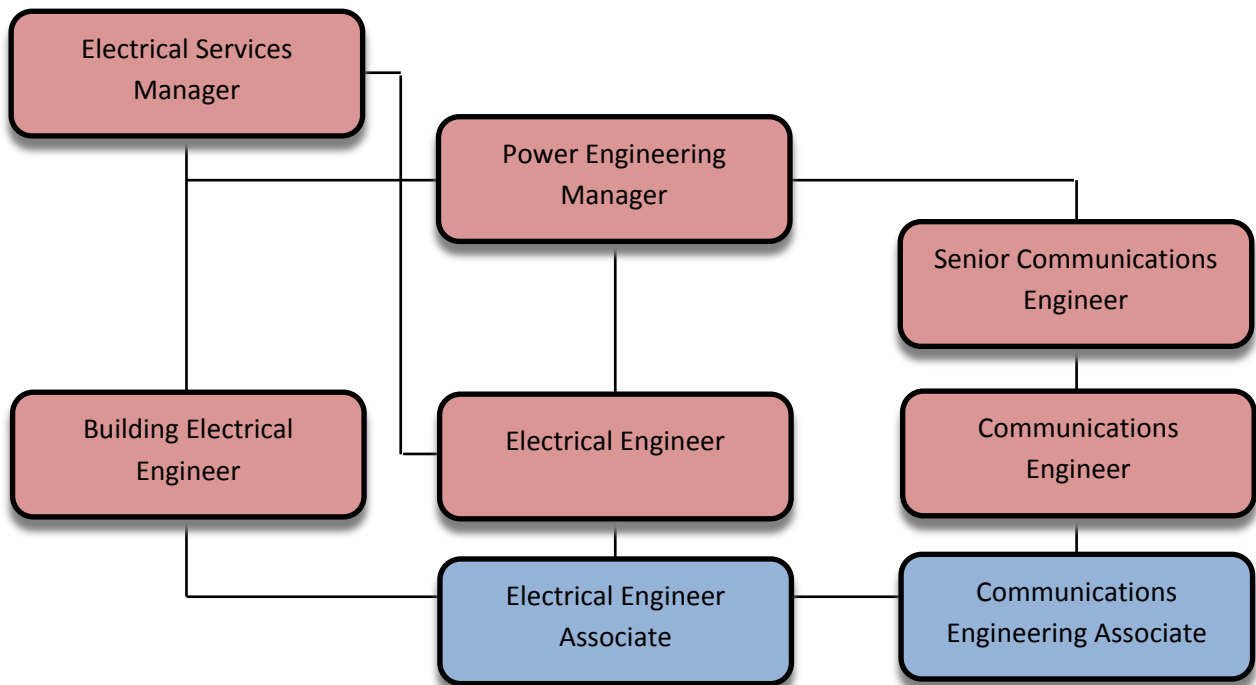 Electrical Services
Manager
Power Engineering
Manager
Senior Communications
Engineer
Building Electrical
Engineer
Electrical Engineer
Communications
Engineer
Electrical Engineer
Associate
Communications
Engineering Associate